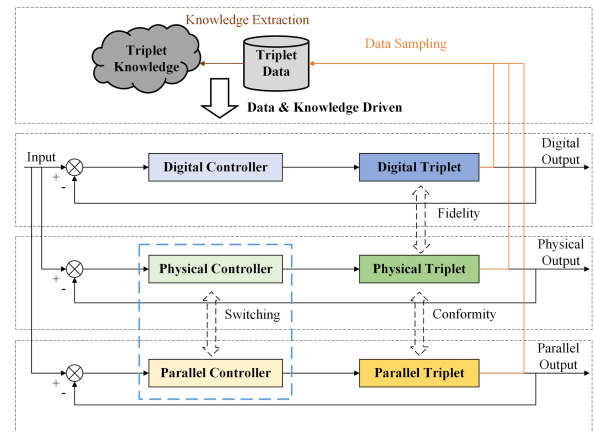 Knowledge Extraction
Triplet
Knowledge
Triplet
Data
Data Sampling
Data & Knowledge Driven
Input
+
-
Digital Controller
Digital Triplet
Digital
Output
Fidelity
+
-
Physical Controller
Physical Triplet
Physical
Output
Switching
Conformity
+
-
Parallel Controller
Parallel Triplet
Parallel
Output